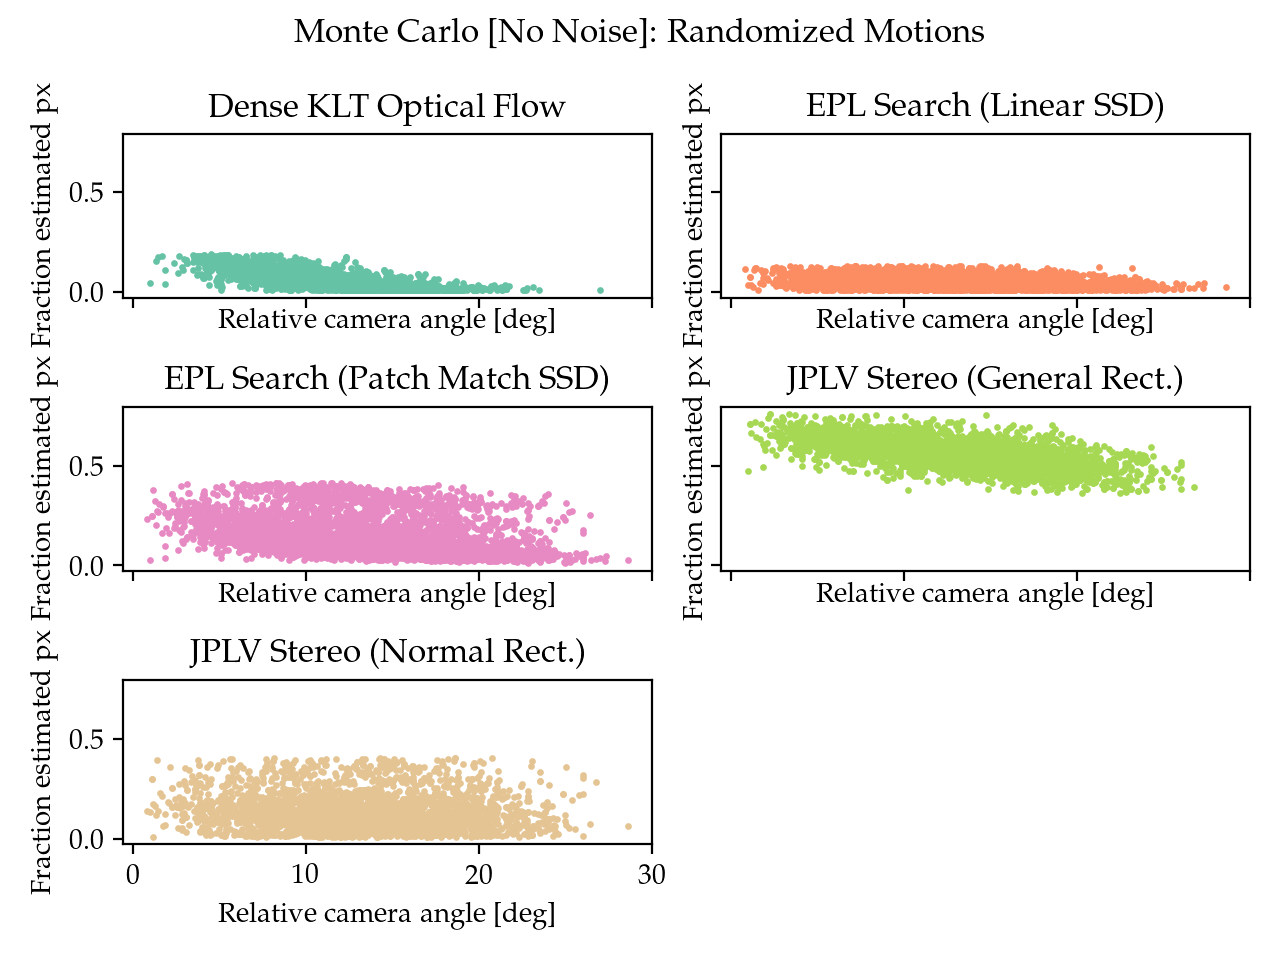 Monte Carlo [No Noise]: Randomized Motions
Dense KLT Optical Flow
Fraction estimated px
0.5
0.0
Relative camera angle [deg]
EPL Search (Linear SSD)
Fraction estimated px
Relative camera angle [deg]
EPL Search (Patch Match SSD)
Fraction estimated px
0.5
0.0
Relative camera angle [deg]
JPLV Stereo (General Rect.)
Fraction estimated px
Relative camera angle [deg]
JPLV Stereo (Normal Rect.)
Fraction estimated px
0.5
0.0
0 10 20 30
Relative camera angle [deg]